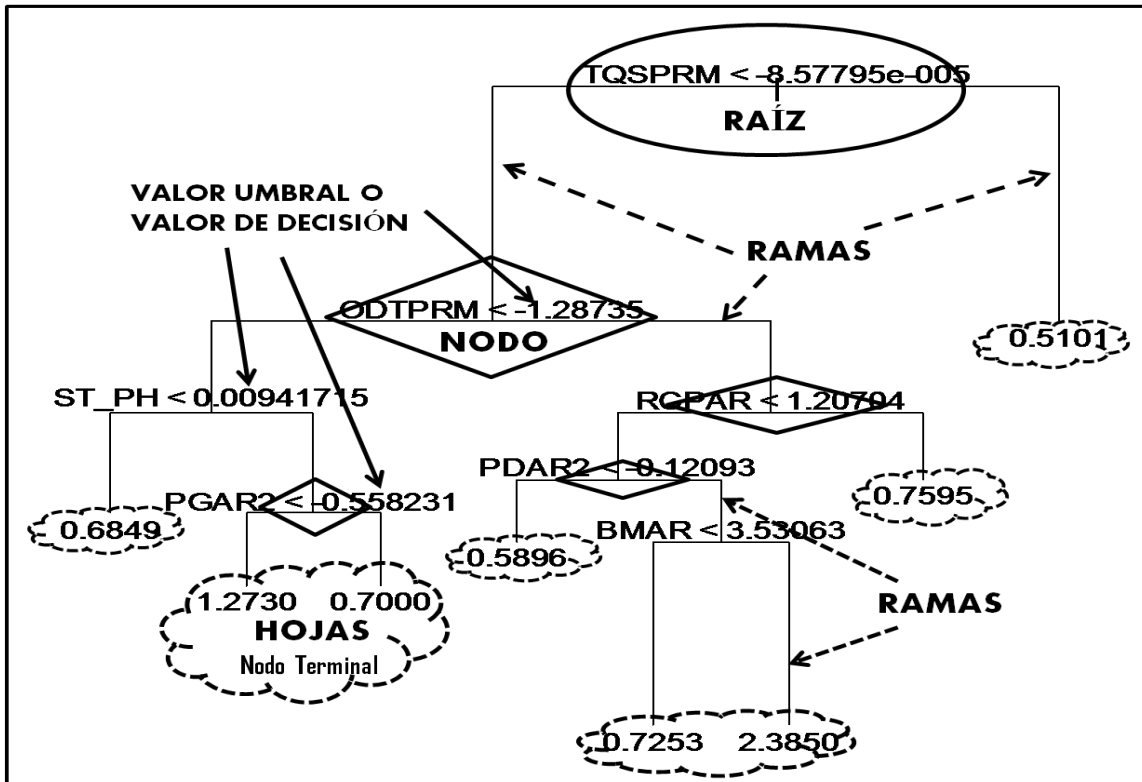 TQSPRM < -8.57795e-005
RAÍZ
VALOR UMBRAL O
VALOR DE DECISIÓN
RAMAS
ODTPRM < -1.28735
NODO
0.5101
ST_PH < 0.00941715
RGPAR < 1.20704
PDAR2 < -0.12093
PGAR2 < -0.558231
0.7595
0.6849
0.5896
BMAR < 3.53063
1.2730 0.7000
HOJAS
Nodo Terminal
RAMAS
0.7253 2.3850